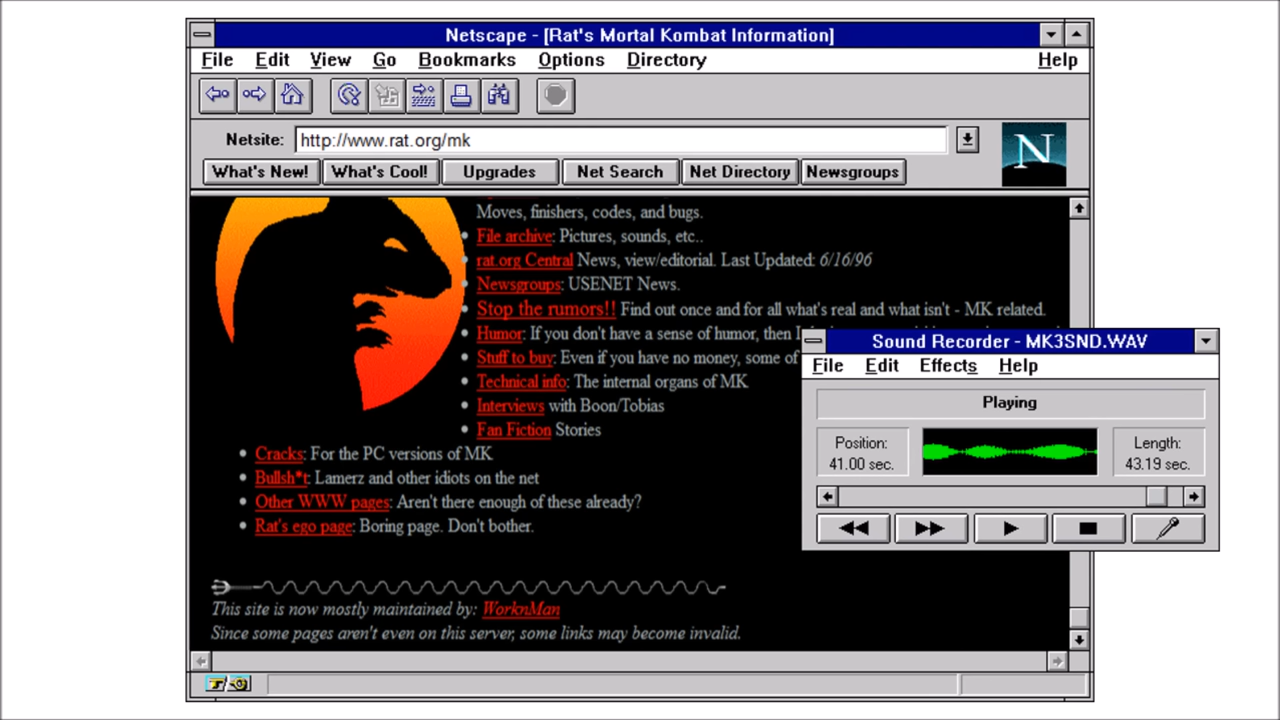 Netscape - [Rat's Mortal Kombat Information]
File Edit View Go Bookmarks Options Directory Help
Netsite: http://www.rat.org/mk
N
What's New! What's Cool! Upgrades Net Search Net Directory Newsgroups
Moves, finishers, codes, and bugs.
File archive: Pictures, sounds, etc..
rat.org Central News, view/editorial. Last Updated: 6/16/96
Newsgroups: USENET News.
Stop the rumors!! Find out once and for all what's real and what isn't - MK related.
Humor: If you don't have a sense of humor, then
Stuff to buy: Even if you have no money, some of
Technical info: The internal organs of MK
Interviews with Boon/Tobias
Fan Fiction Stories
Cracks: For the PC versions of MK
Bullsh*t: Lamerz and other idiots on the net
Other WWW pages: Aren't there enough of these already?
Rat's ego page: Boring page. Don't bother.
This site is now mostly maintained by: WorknMan
Since some pages aren't even on this server, some links may become invalid.
Sound Recorder - MK3SND.WAV
File Edit Effects Help
Playing
Position: Length:
41.00 sec. 43.19 sec.